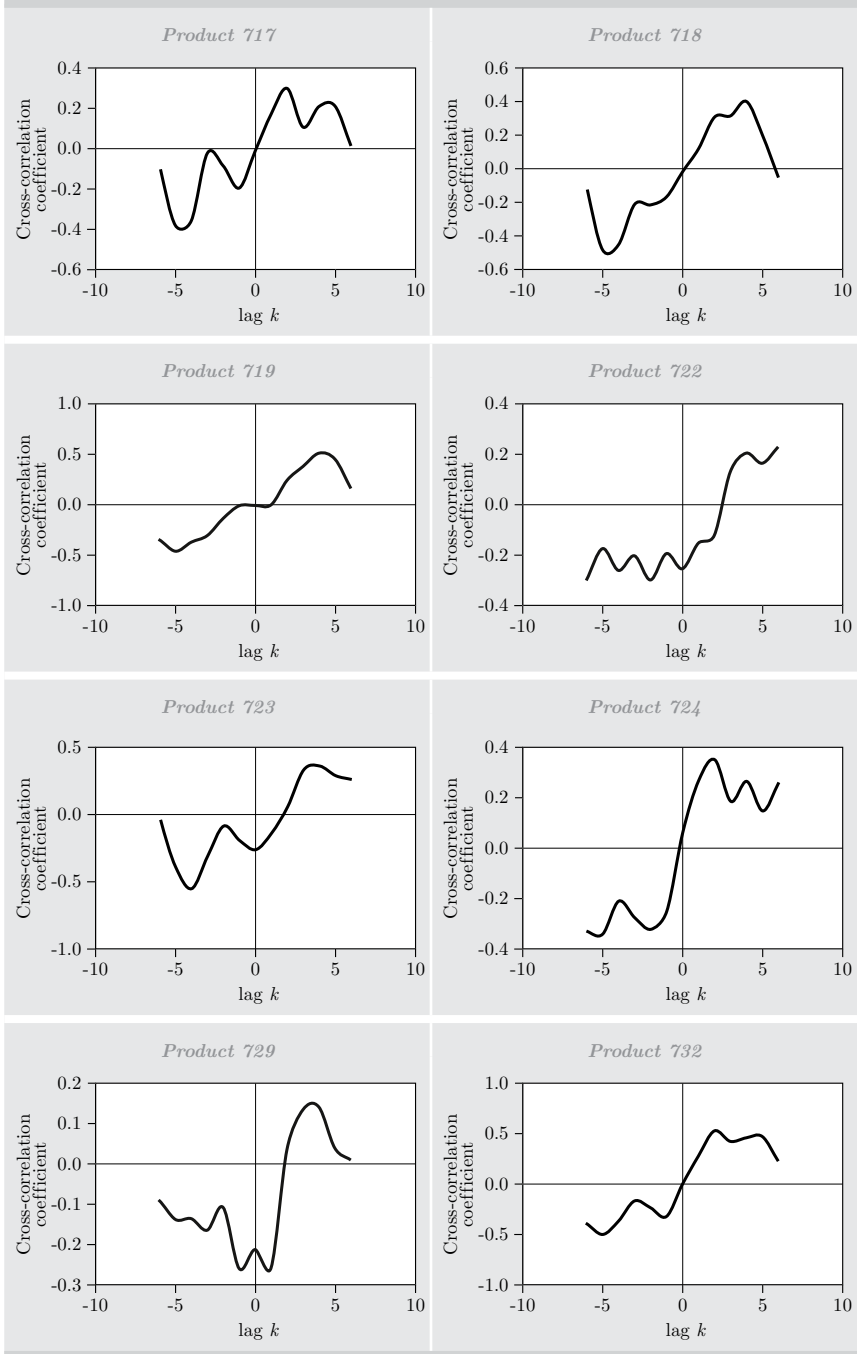 Product 717
Cross-correlation
coefficient
0.4
0.2
0.0
-0.2
-0.4
-0.6
-10
-5
0
5
10
lag k
Product 718
Cross-correlation
coefficient
0.6
0.4
0.2
0.0
-0.2
-0.4
-0.6
-10
-5
0
5
10
lag k
Product 719
Cross-correlation
coefficient
1.0
0.5
0.0
-0.5
-1.0
-10
-5
0
5
10
lag k
Product 722
Cross-correlation
coefficient
0.4
0.2
0.0
-0.2
-0.4
-10
-5
0
5
10
lag k
Product 723
Cross-correlation
coefficient
0.5
0.0
-0.5
-1.0
-10
-5
0
5
10
lag k
Product 724
Cross-correlation
coefficient
0.4
0.2
0.0
-0.2
-0.4
-10
-5
0
5
10
lag k
Product 729
Cross-correlation
coefficient
0.2
0.1
0.0
-0.1
-0.2
-0.3
-10
-5
0
5
10
lag k
Product 732
Cross-correlation
coefficient
1.0
0.5
0.0
-0.5
-1.0
-10
-5
0
5
10
lag k